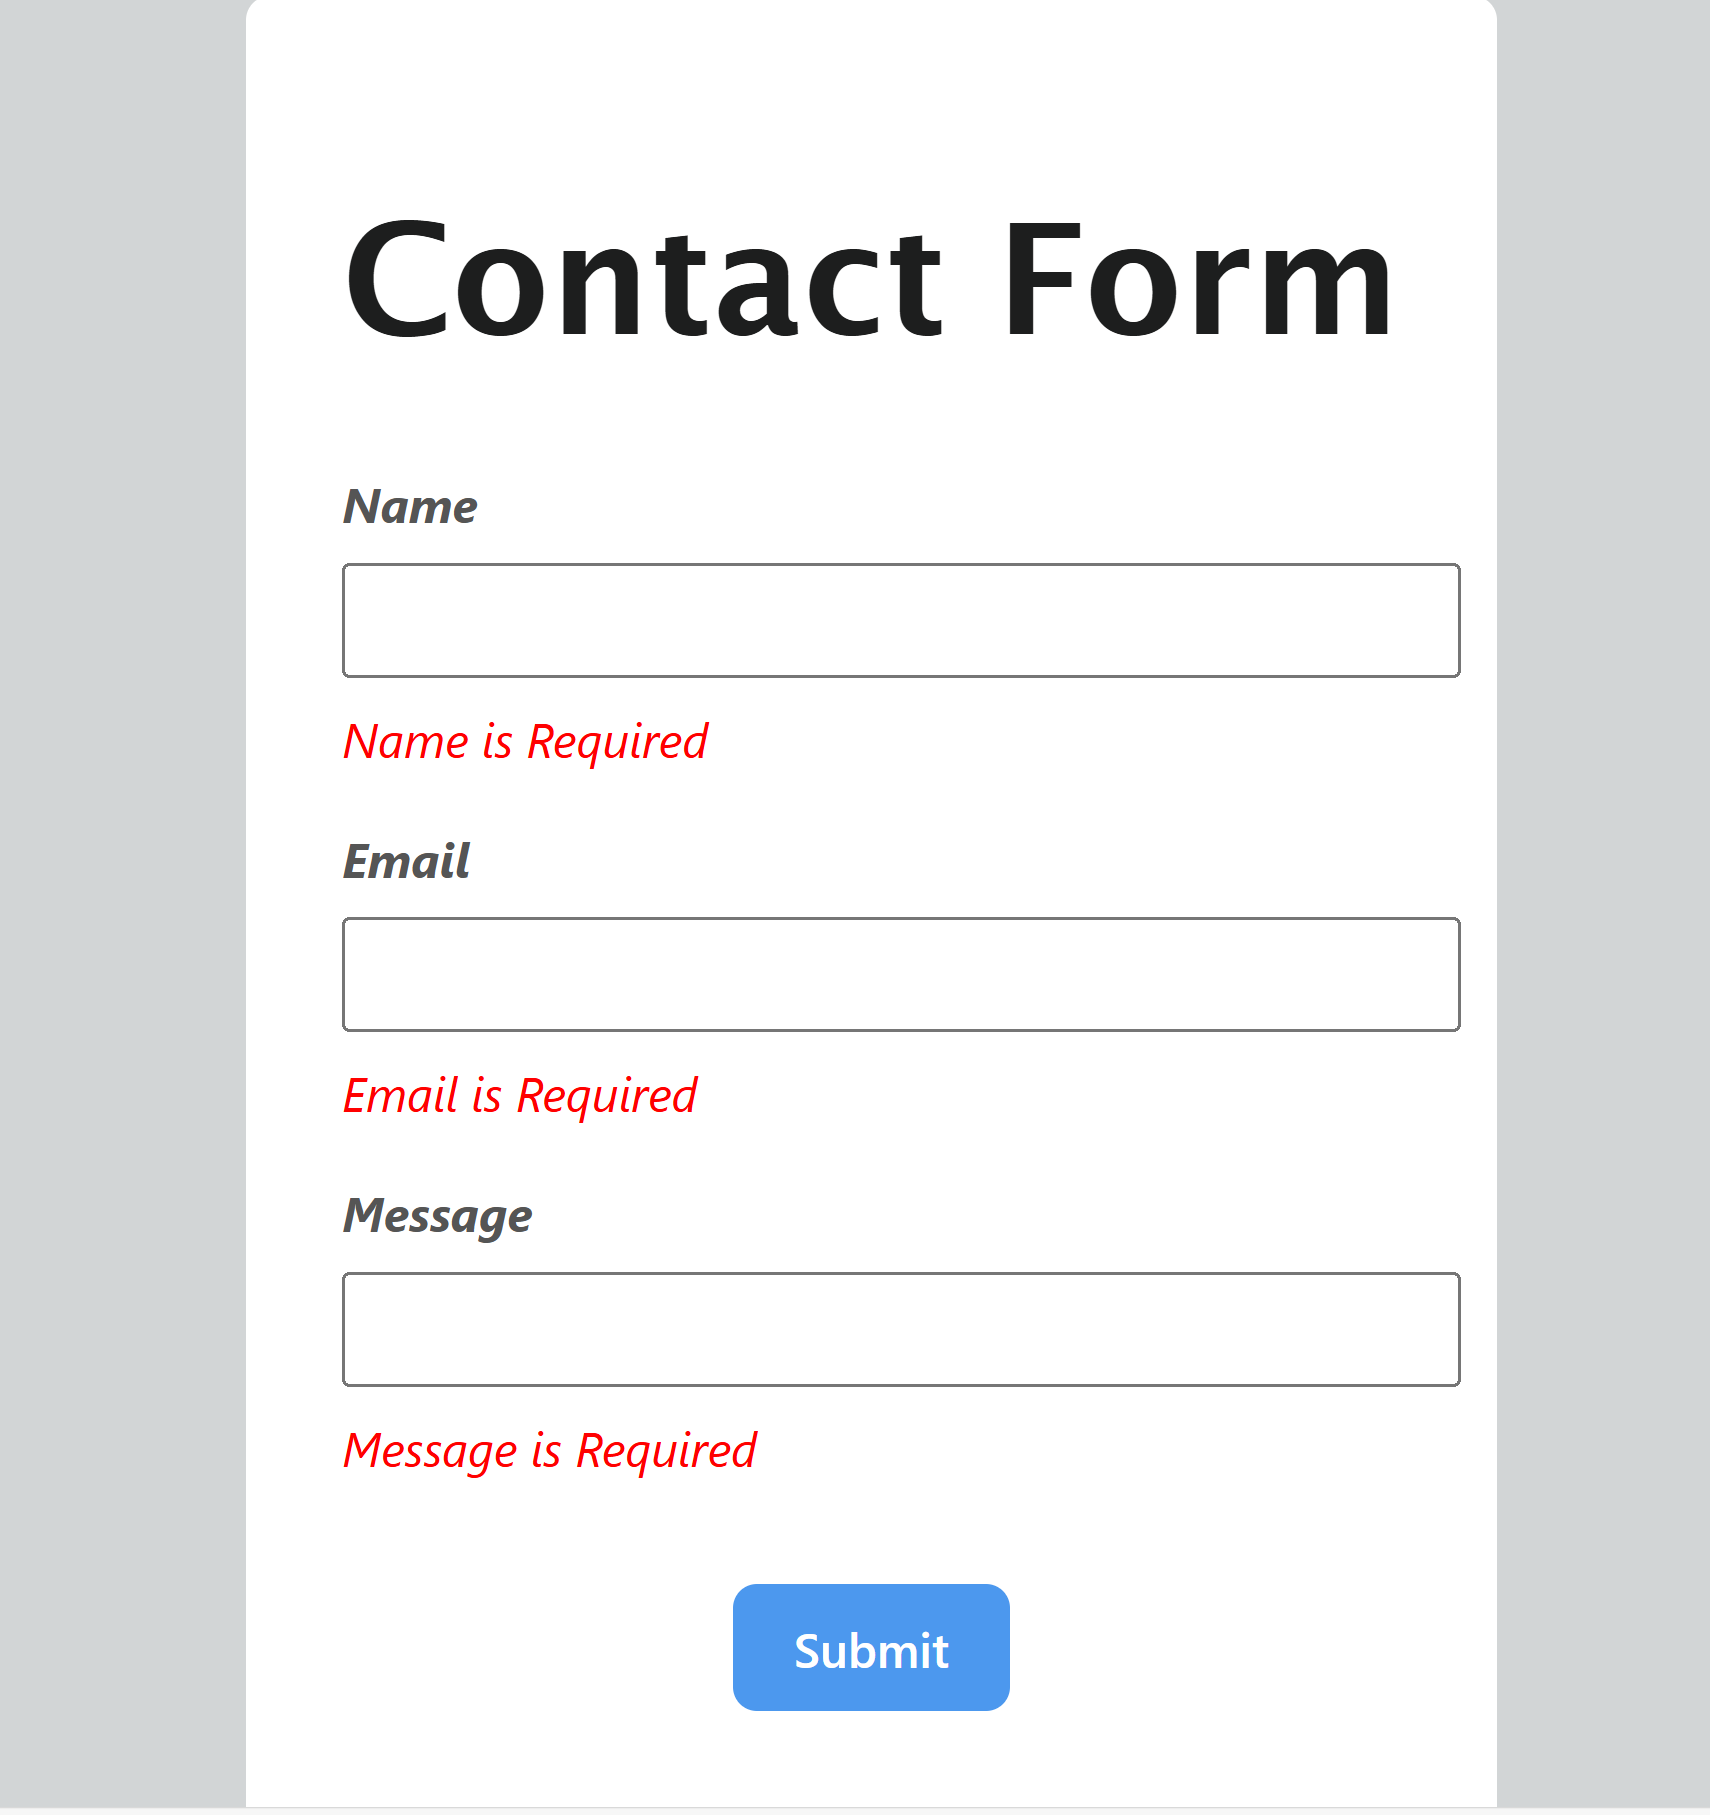 Contact Form
Name
Name is Required
Email
Email is Required
Message
Message is Required
Submit